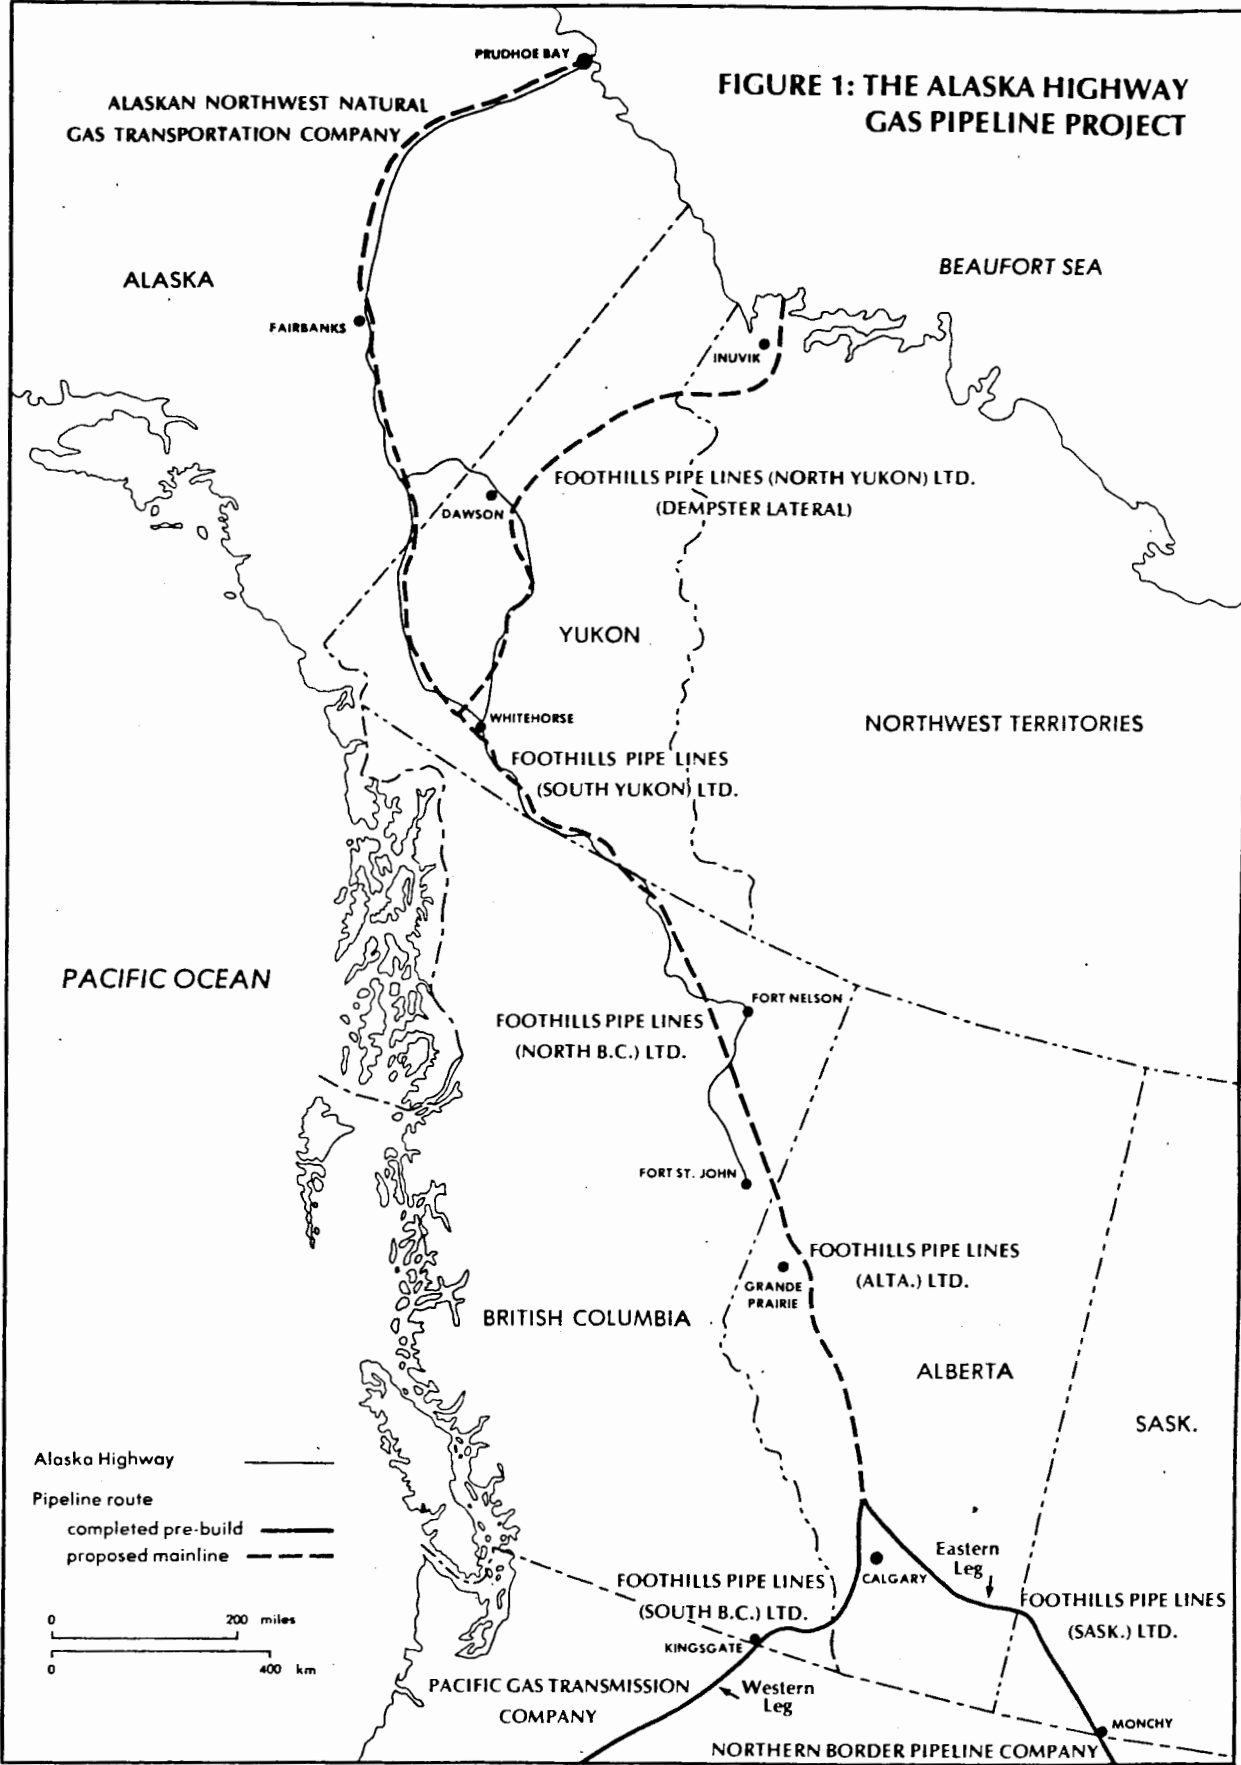 PRUDHOE BAY
FIGURE 1: THE ALASKA HIGHWAY
GAS PIPELINE PROJECT
ALASKAN NORTHWEST NATURAL
GAS TRANSPORTATION COMPANY
ALASKA
BEAUFORT SEA
FAIRBANKS
INUVIK
FOOTHILLS PIPE LINES (NORTH YUKON) LTD.
(DEMPSTER LATERAL)
DAWSON
YUKON
WHITEHORSE
NORTHWEST TERRITORIES
FOOTHILLS PIPE LINES
(SOUTH YUKON) LTD.
PACIFIC OCEAN
FORT NELSON
FOOTHILLS PIPE LINES
(NORTH B.C.) LTD.
FORT ST. JOHN
FOOTHILLS PIPE LINES
(ALTA.) LTD.
GRANDE
PRAIRIE
BRITISH COLUMBIA
ALBERTA
SASK.
Alaska Highway
Pipeline route
completed pre-build
proposed mainline
Eastern
Leg
CALGARY
FOOTHILLS PIPE LINES
(SOUTH B.C.) LTD.
FOOTHILLS PIPE LINES
(SASK.) LTD.
0 200 miles
0 400 km
KINGSGATE
PACIFIC GAS TRANSMISSION
COMPANY
Western
Leg
MONCHY
NORTHERN BORDER PIPELINE COMPANY